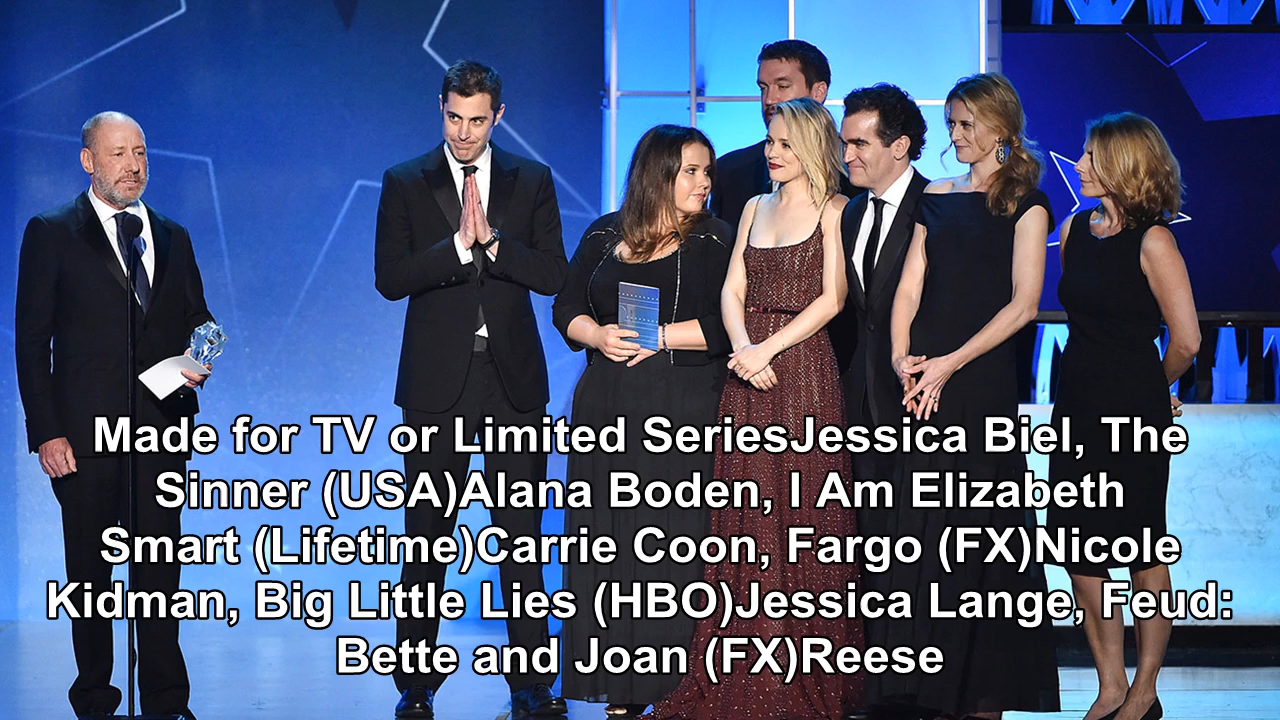 Made for TV or Limited SeriesJessica Biel, The
Sinner (USA)Alana Boden, I Am Elizabeth
Smart (Lifetime)Carrie Coon, Fargo (FX)Nicole
Kidman, Big Little Lies (HBO)Jessica Lange, Feud:
Bette and Joan (FX)Reese